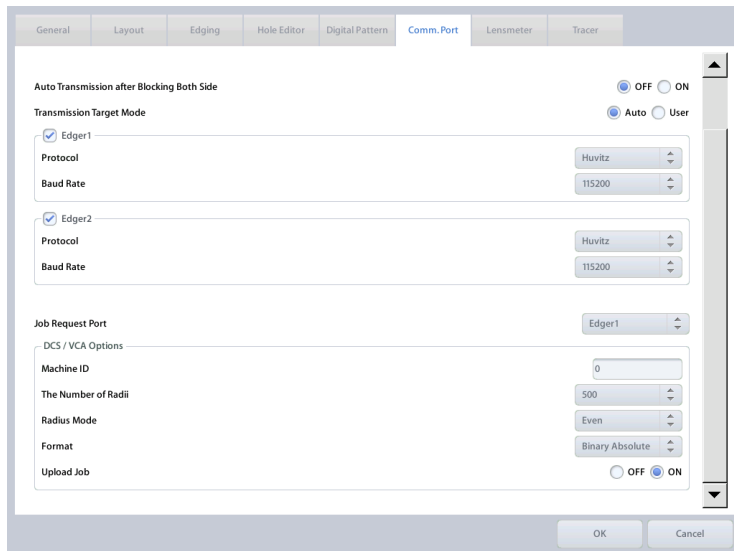 General Layout Edging Hole Editor Digital Pattern Comm. Port Lensmeter Tracer
Auto Transmission after Blocking Both Side OFF ON
Transmission Target Mode Auto User
Edger1
Protocol Huvitz
Baud Rate 115200
Edger2
Protocol Huvitz
Baud Rate 115200
Job Request Port Edger1
DCS / VCA Options
Machine ID 0
The Number of Radii 500
Radius Mode Even
Format Binary Absolute
Upload Job OFF ON
OK Cancel